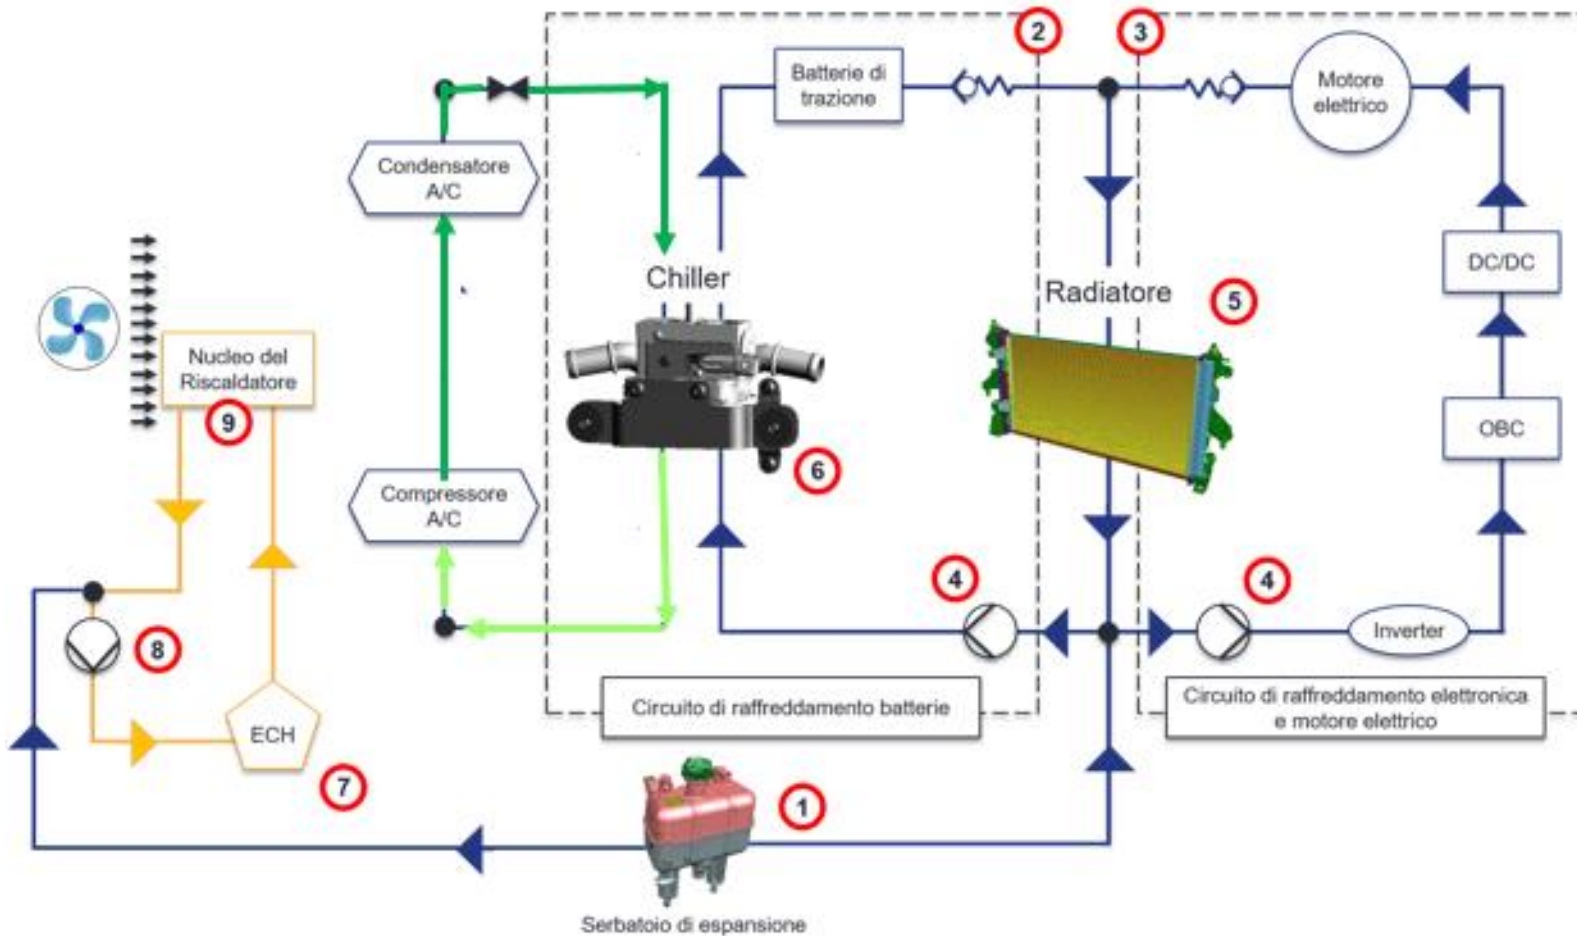 2
3
Batterie di
trazione
Motore
elettrico
Condensatore
A/C
Chiller
DC/DC
Radiatore
5
Nucleo del
Riscaldatore
9
OBC
6
Compressore
A/C
4
4
8
Inverter
Circuito di raffreddamento batterie
Circuito di raffreddamento elettronica
e motore elettrico
ECH
7
1
Serbatoio di espansione